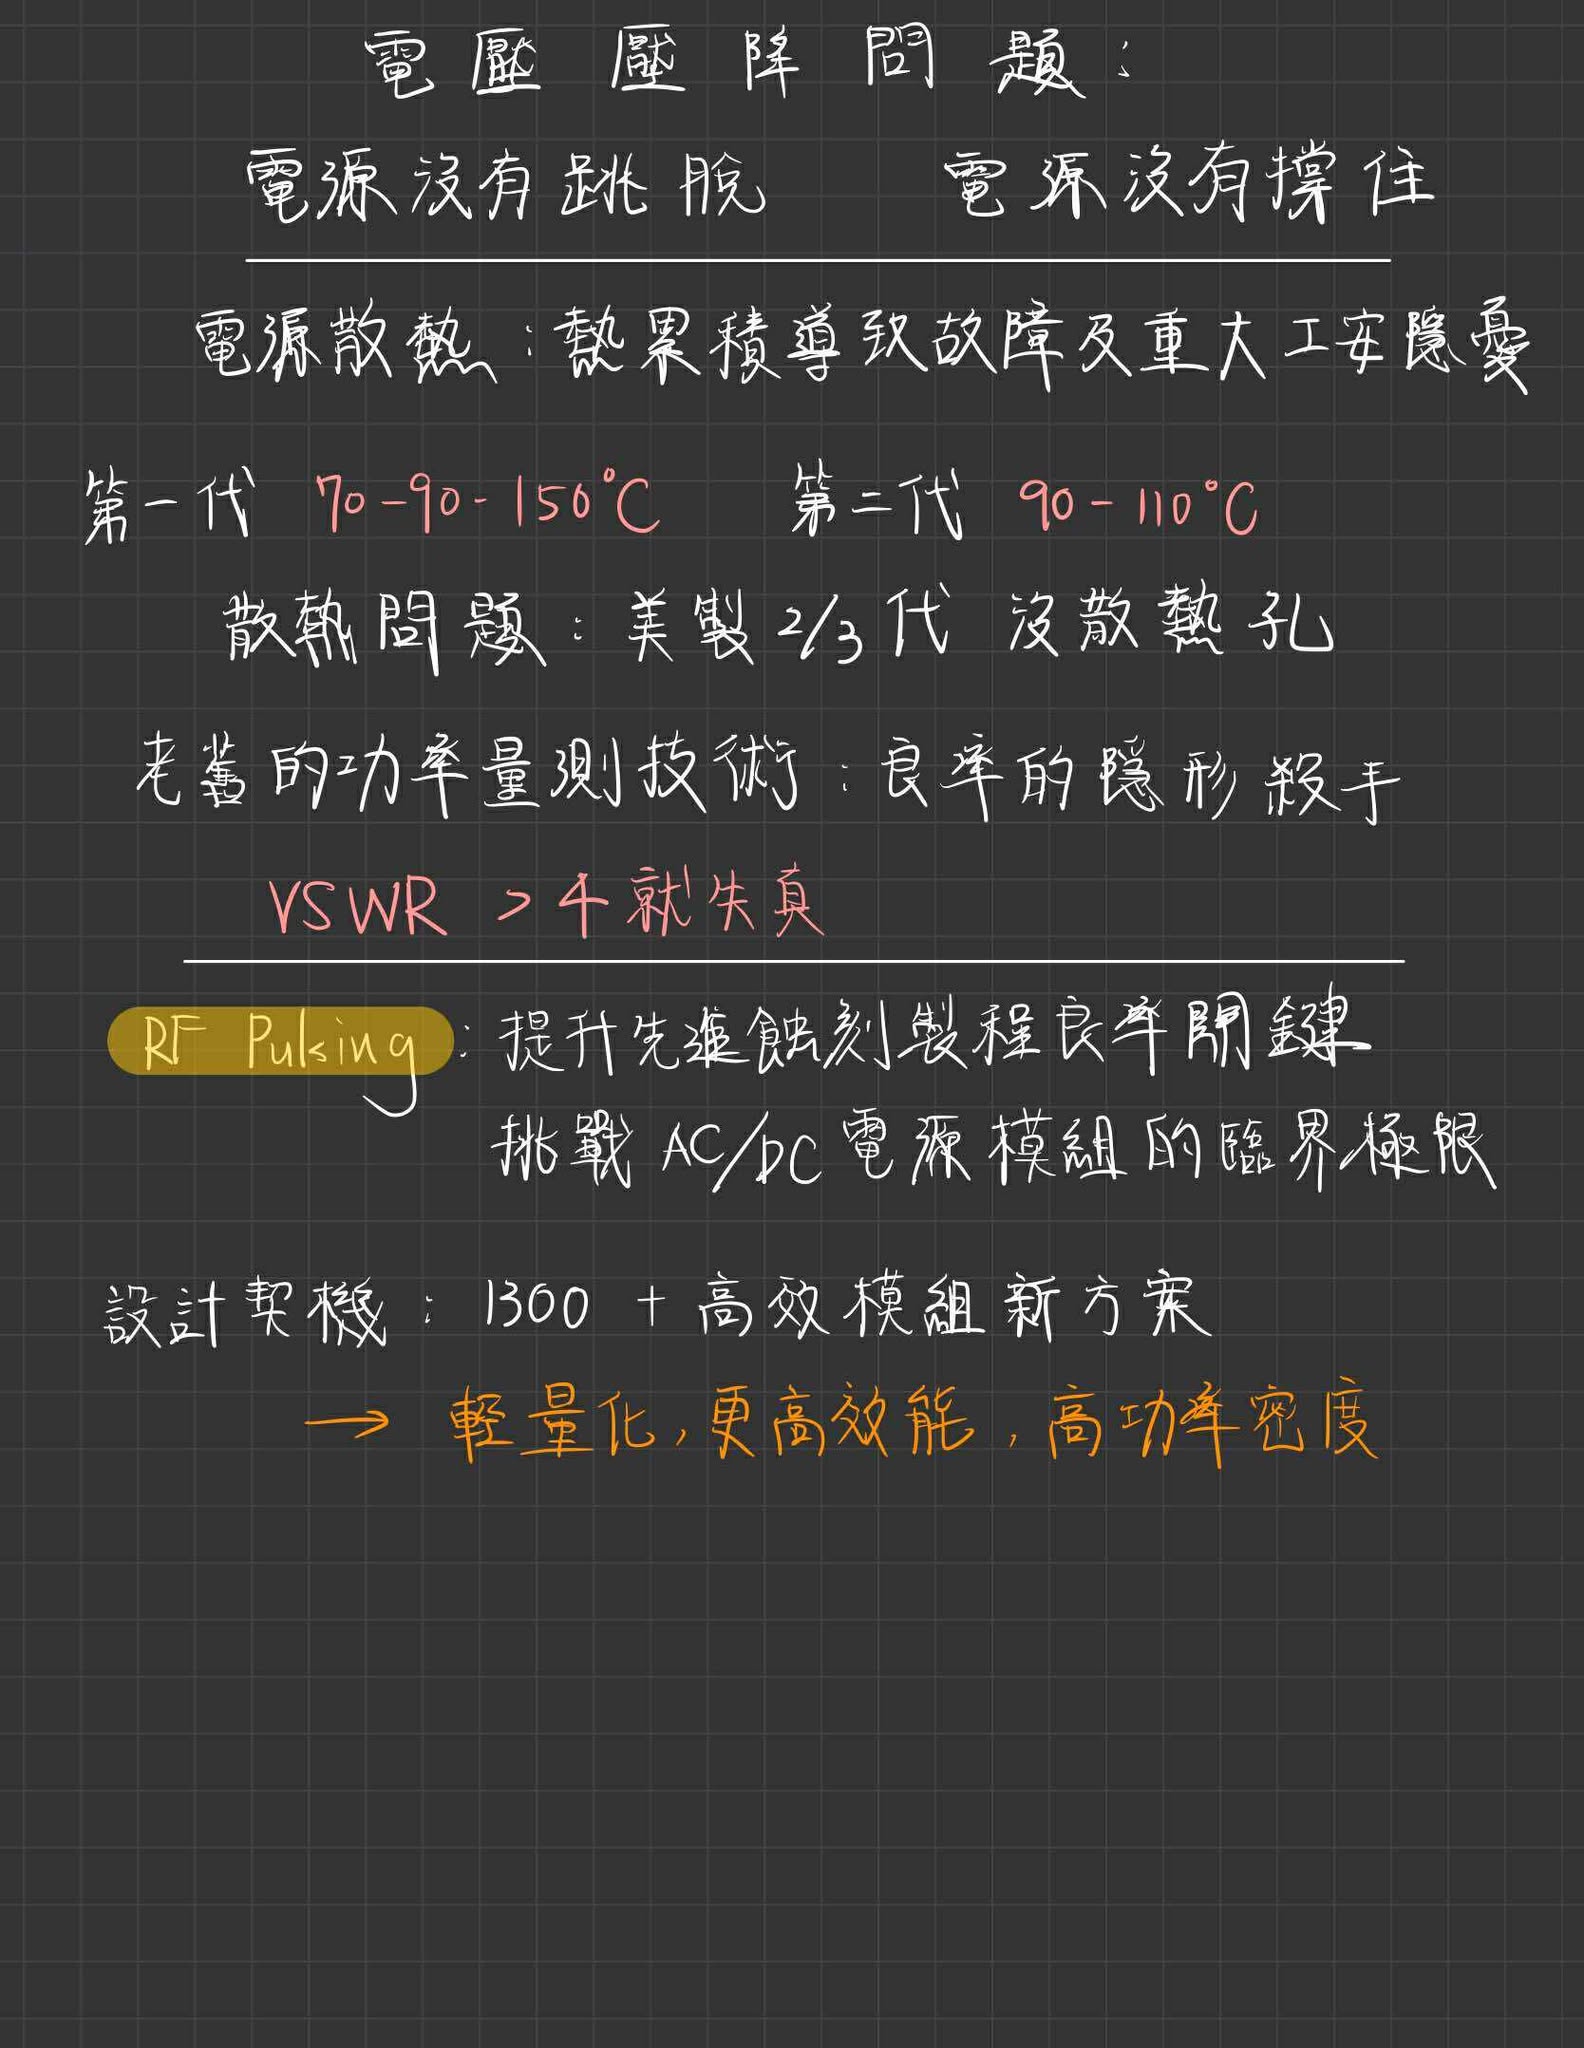 電壓壓降問題：
電源沒有跳脫　電源沒有撐住
電源散熱：熱累積導致故障及重大工安隱憂
第一代 70-90-150°C　第二代 90-110°C
散熱問題：美製2/3代 沒散熱孔
老舊的功率量測技術：良率的隱形殺手
VSWR > 4 就失真
RF Pulsing：提升先進蝕刻製程良率關鍵
挑戰AC/DC電源模組的臨界極限
設計契機：1300 + 高效模組新方案
→ 輕量化,更高效能,高功率密度